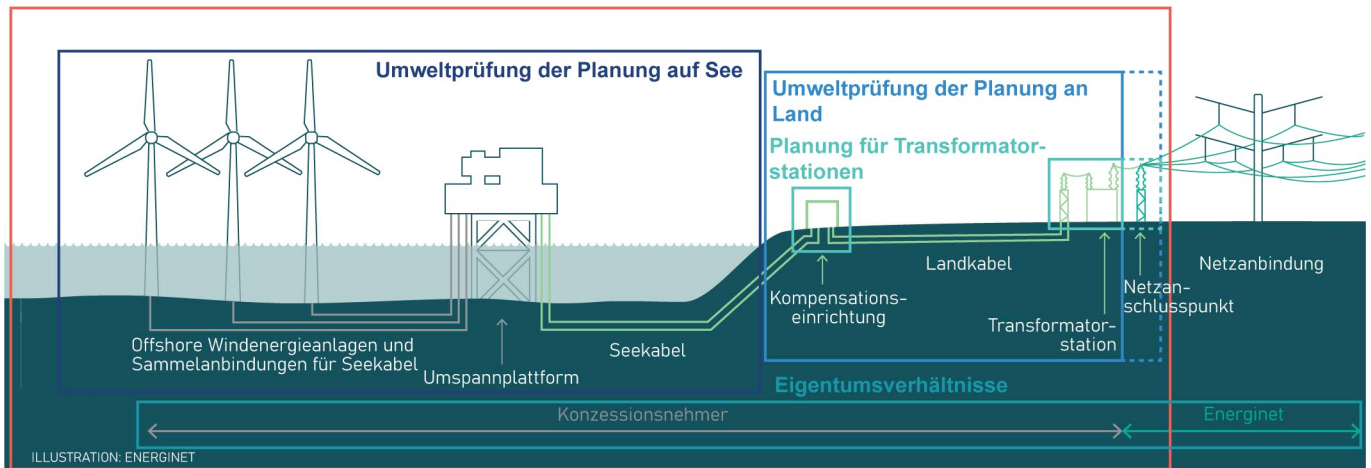 Umweltprüfung der Planung auf See
Umweltprüfung der Planung an
Land
Planung für Transformator-
stationen
Offshore Windenergieanlagen und
Sammelanbindungen für Seekabel
Umspannplattform
Seekabel
Kompensations-
einrichtung
Landkabel
Transformator-
station
Netzan-
schlusspunkt
Netzanbindung
Eigentumsverhältnisse
Konzessionsnehmer
Energinet
ILLUSTRATION: ENERGINET